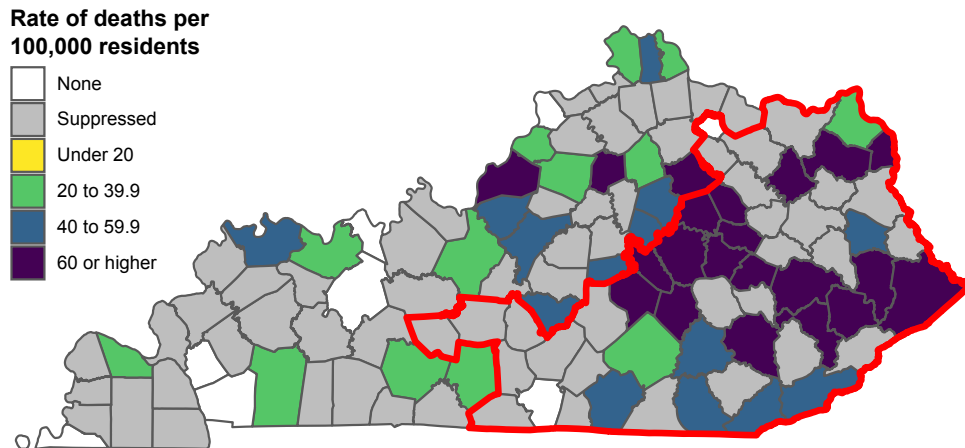 Rate of deaths per
100,000 residents
None
Suppressed
Under 20
20 to 39.9
40 to 59.9
60 or higher